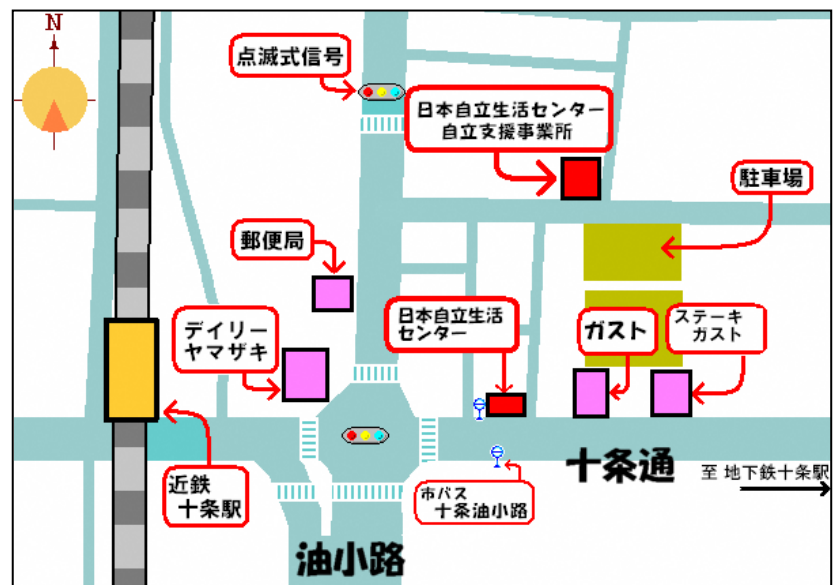 N
点滅式信号
日本自立生活センター
自立支援事業所
駐車場
郵便局
デイリー
ヤマザキ
日本自立生活
センター
ガスト
ステーキ
ガスト
近鉄
十条駅
市バス
十条油小路
十条通
至 地下鉄十条駅
油小路